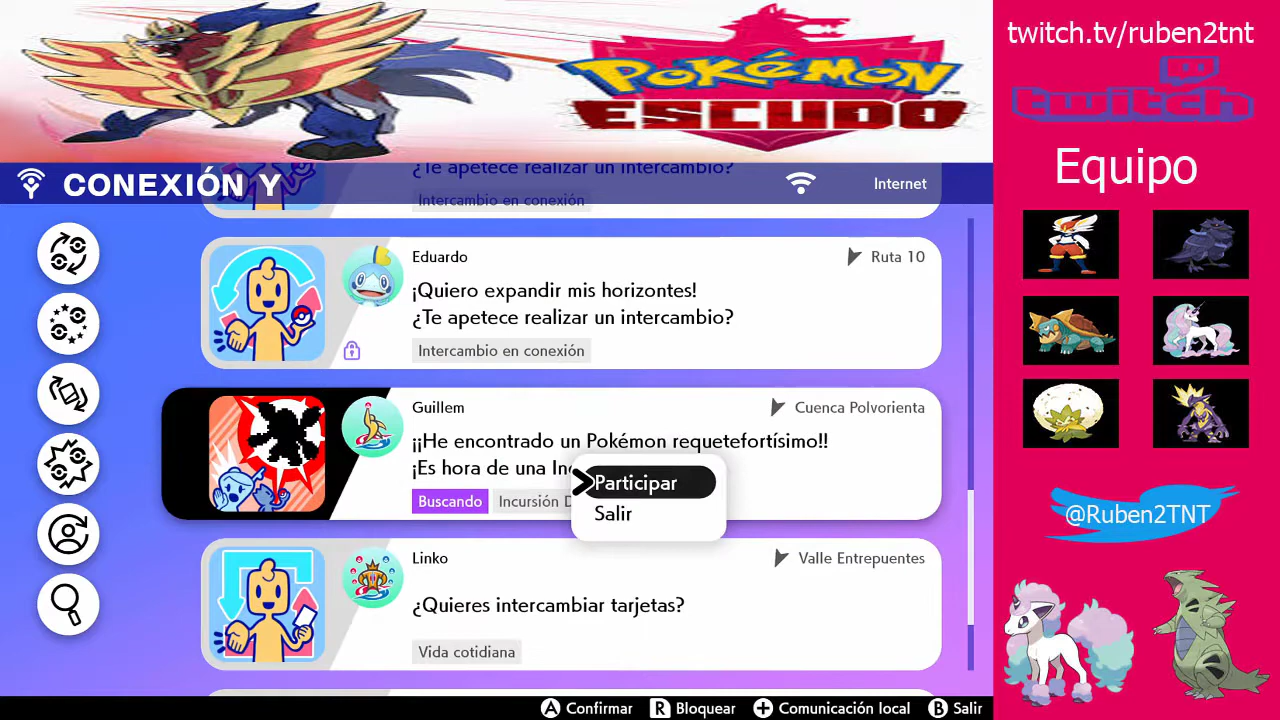 POKÉMON
ESCUDO
twitch.tv/ruben2tnt
twitch
Equipo
@Ruben2TNT
CONEXIÓN Y
Internet
¿Te apetece realizar un intercambio?
Intercambio en conexión
Eduardo
Ruta 10
¡Quiero expandir mis horizontes!
¿Te apetece realizar un intercambio?
Intercambio en conexión
Guillem
Cuenca Polvorienta
¡¡He encontrado un Pokémon requetefortísimo!!
¡Es hora de una
Buscando
Incursión
Participar
Salir
Linko
Valle Entrepuentes
¿Quieres intercambiar tarjetas?
Vida cotidiana
A Confirmar R Bloquear + Comunicación local B Salir